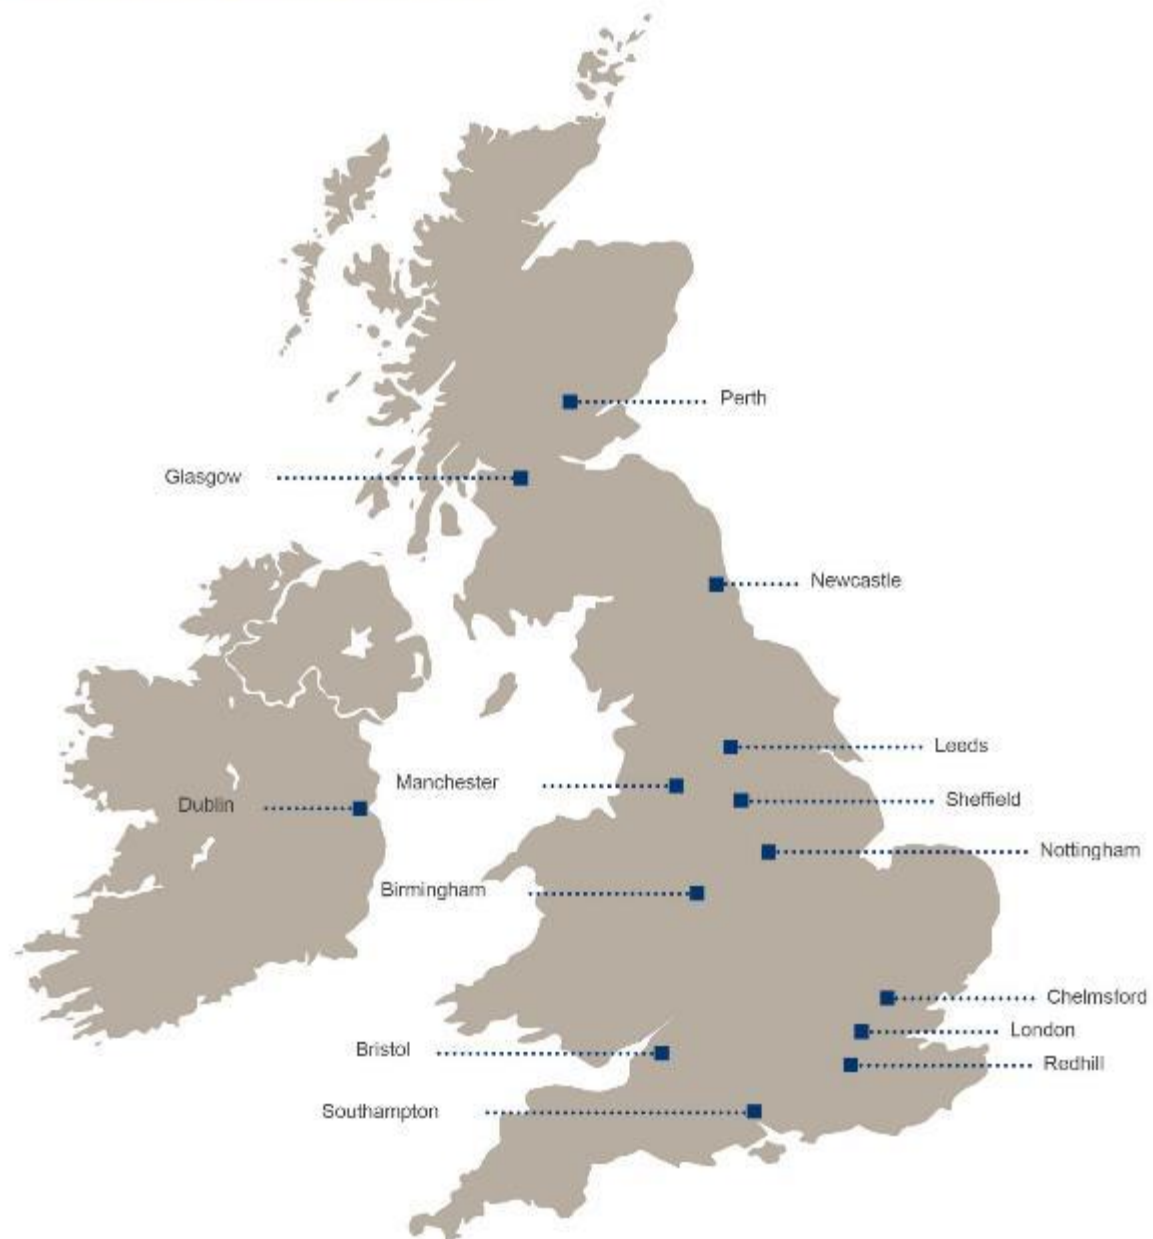 Perth
Glasgow
Newcastle
Leeds
Manchester
Sheffield
Dublin
Nottingham
Birmingham
Chelmsford
London
Bristol
Redhill
Southampton